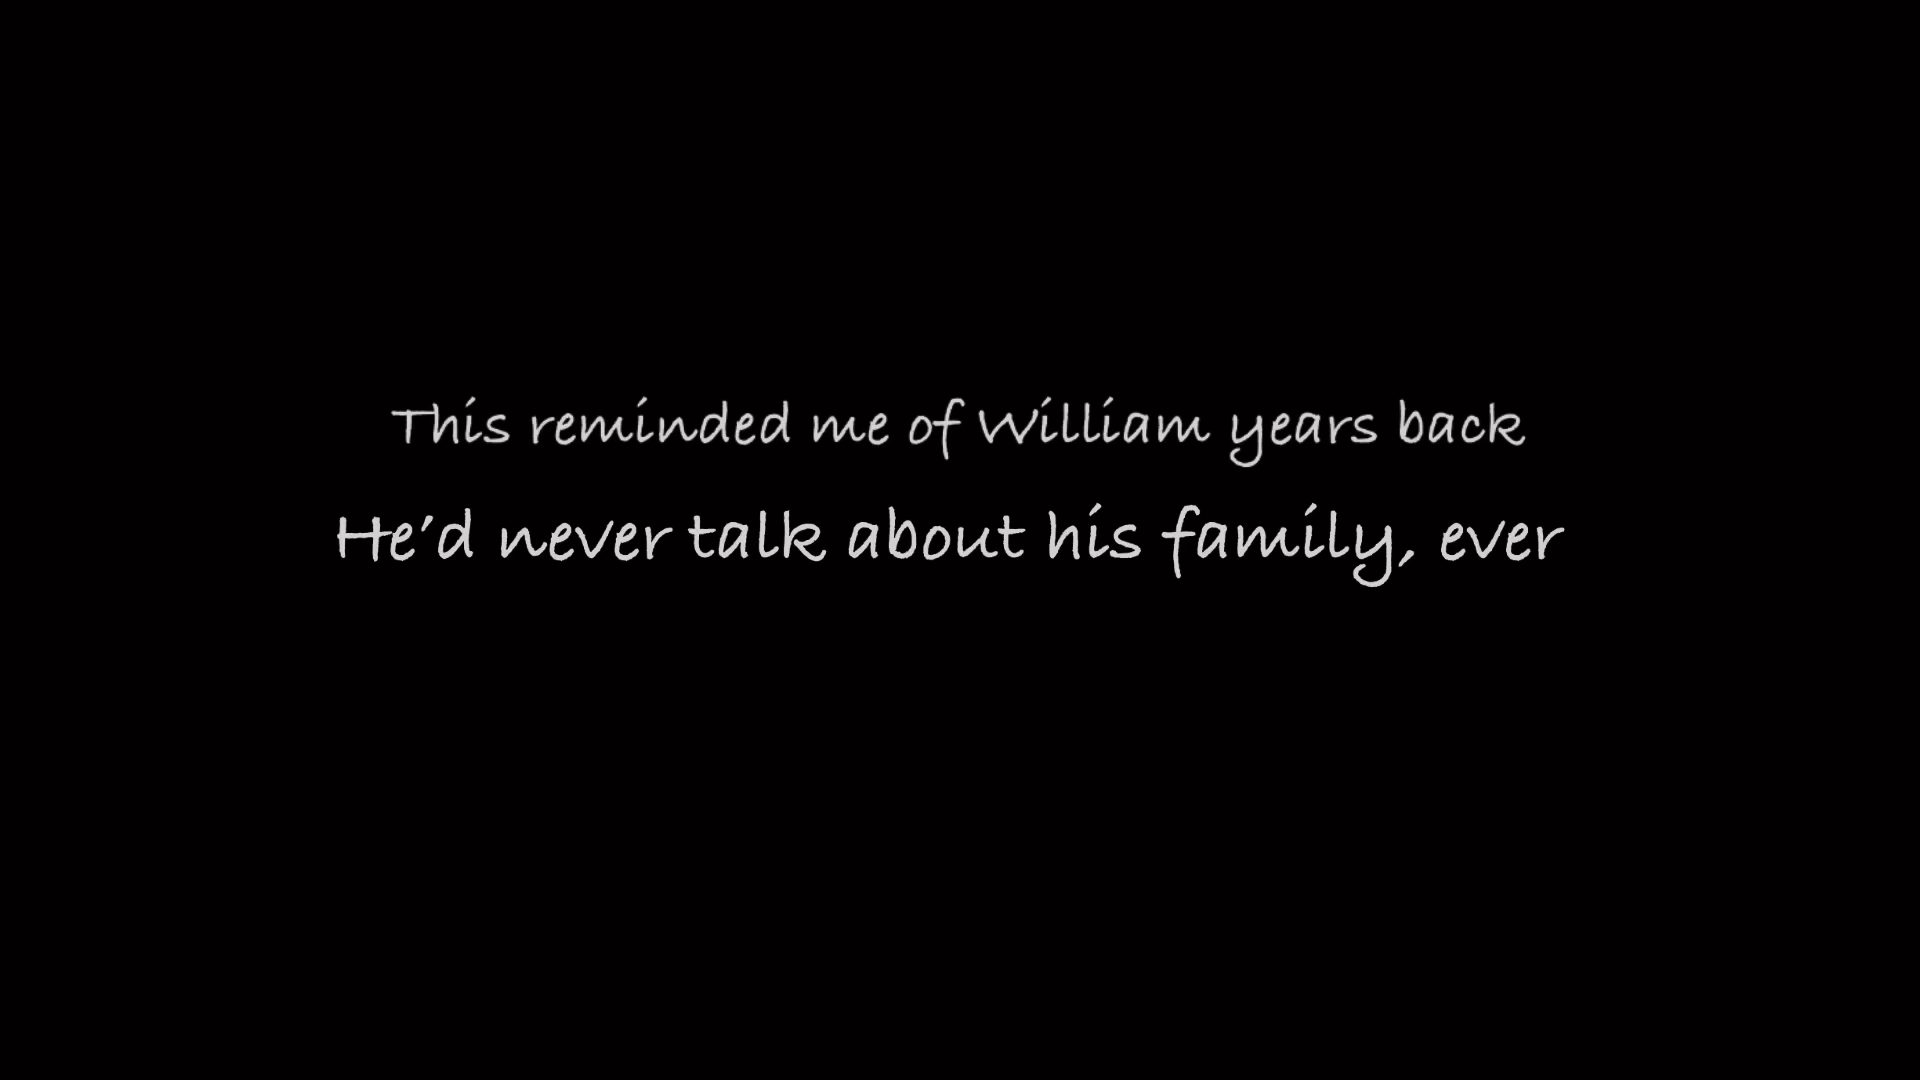 This reminded me of William years back
He'd never talk about his family, ever